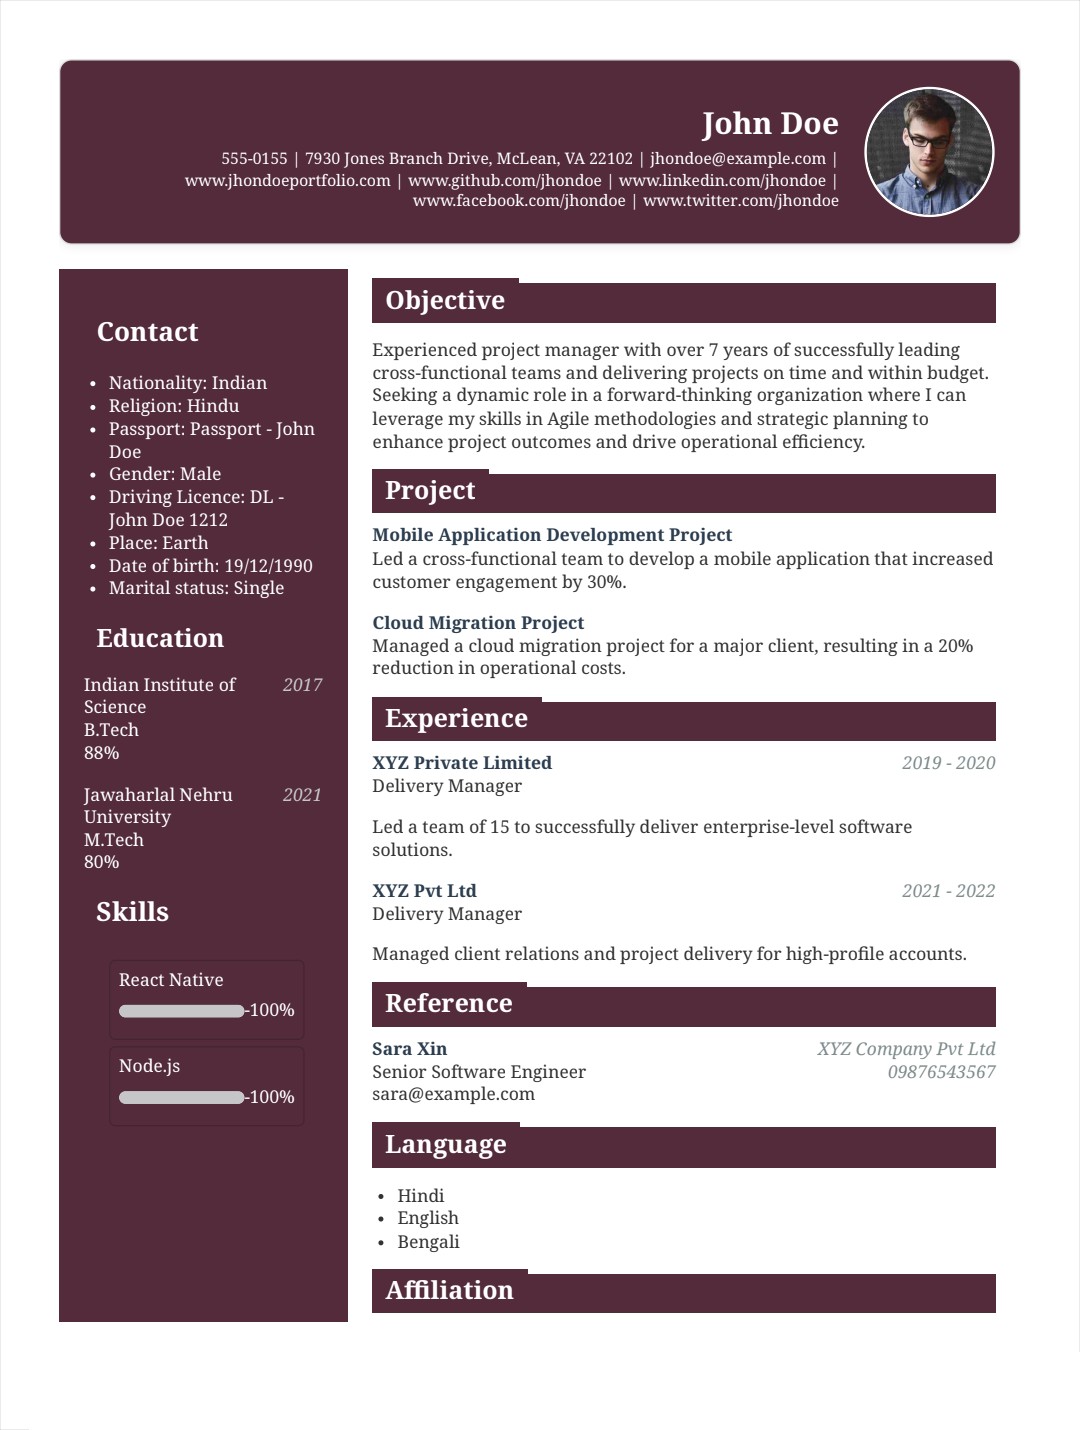 John Doe
555-0155 | 7930 Jones Branch Drive, McLean, VA 22102 | jhondoe@example.com |
www.jhondoeportfolio.com | www.github.com/jhondoe | www.linkedin.com/jhondoe |
www.facebook.com/jhondoe | www.twitter.com/jhondoe
Contact
• Nationality: Indian
• Religion: Hindu
• Passport: Passport - John
Doe
• Gender: Male
• Driving Licence: DL -
John Doe 1212
• Place: Earth
• Date of birth: 19/12/1990
• Marital status: Single
Education
Indian Institute of 2017
Science
B.Tech
88%
Jawaharlal Nehru 2021
University
M.Tech
80%
Skills
React Native
-100%
Node.js
-100%
Objective
Experienced project manager with over 7 years of successfully leading
cross-functional teams and delivering projects on time and within budget.
Seeking a dynamic role in a forward-thinking organization where I can
leverage my skills in Agile methodologies and strategic planning to
enhance project outcomes and drive operational efficiency.
Project
Mobile Application Development Project
Led a cross-functional team to develop a mobile application that increased
customer engagement by 30%.
Cloud Migration Project
Managed a cloud migration project for a major client, resulting in a 20%
reduction in operational costs.
Experience
XYZ Private Limited 2019 - 2020
Delivery Manager
Led a team of 15 to successfully deliver enterprise-level software
solutions.
XYZ Pvt Ltd 2021 - 2022
Delivery Manager
Managed client relations and project delivery for high-profile accounts.
Reference
Sara Xin XYZ Company Pvt Ltd
Senior Software Engineer 09876543567
sara@example.com
Language
• Hindi
• English
• Bengali
Affiliation